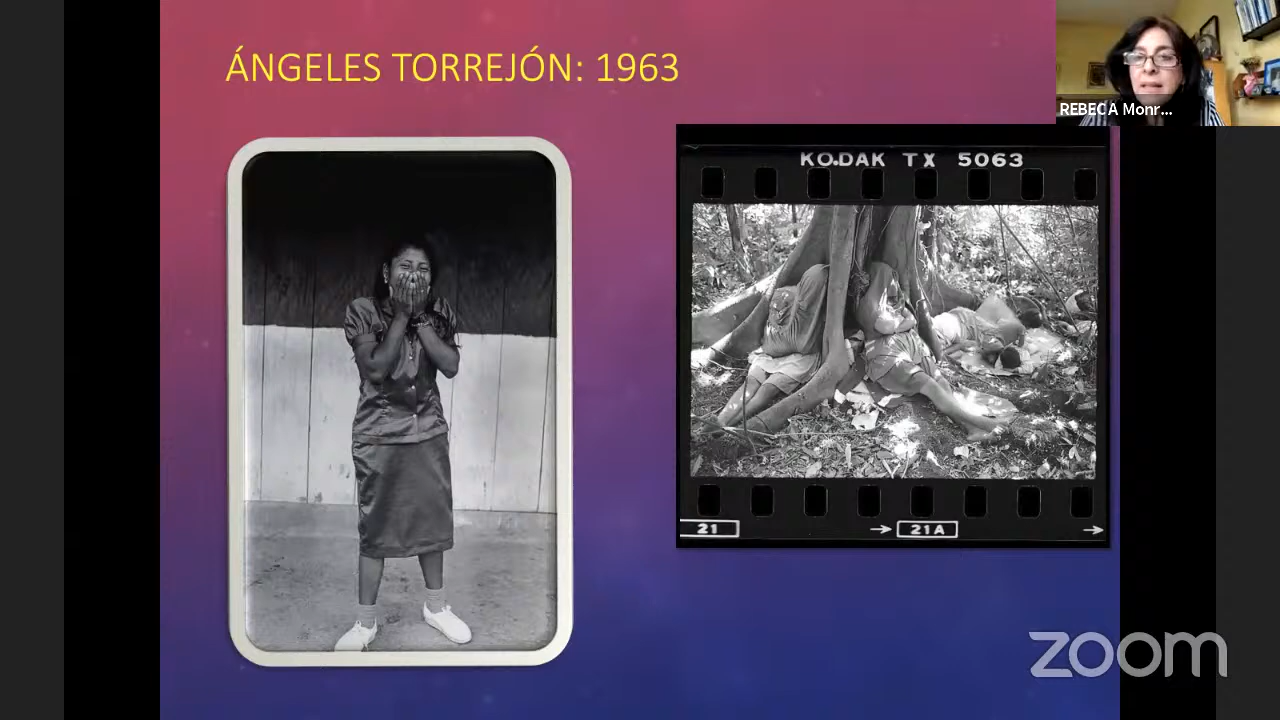 ÁNGELES TORREJÓN: 1963
REBECA Monr...
KODAK TX 5063
21
21A
zoom